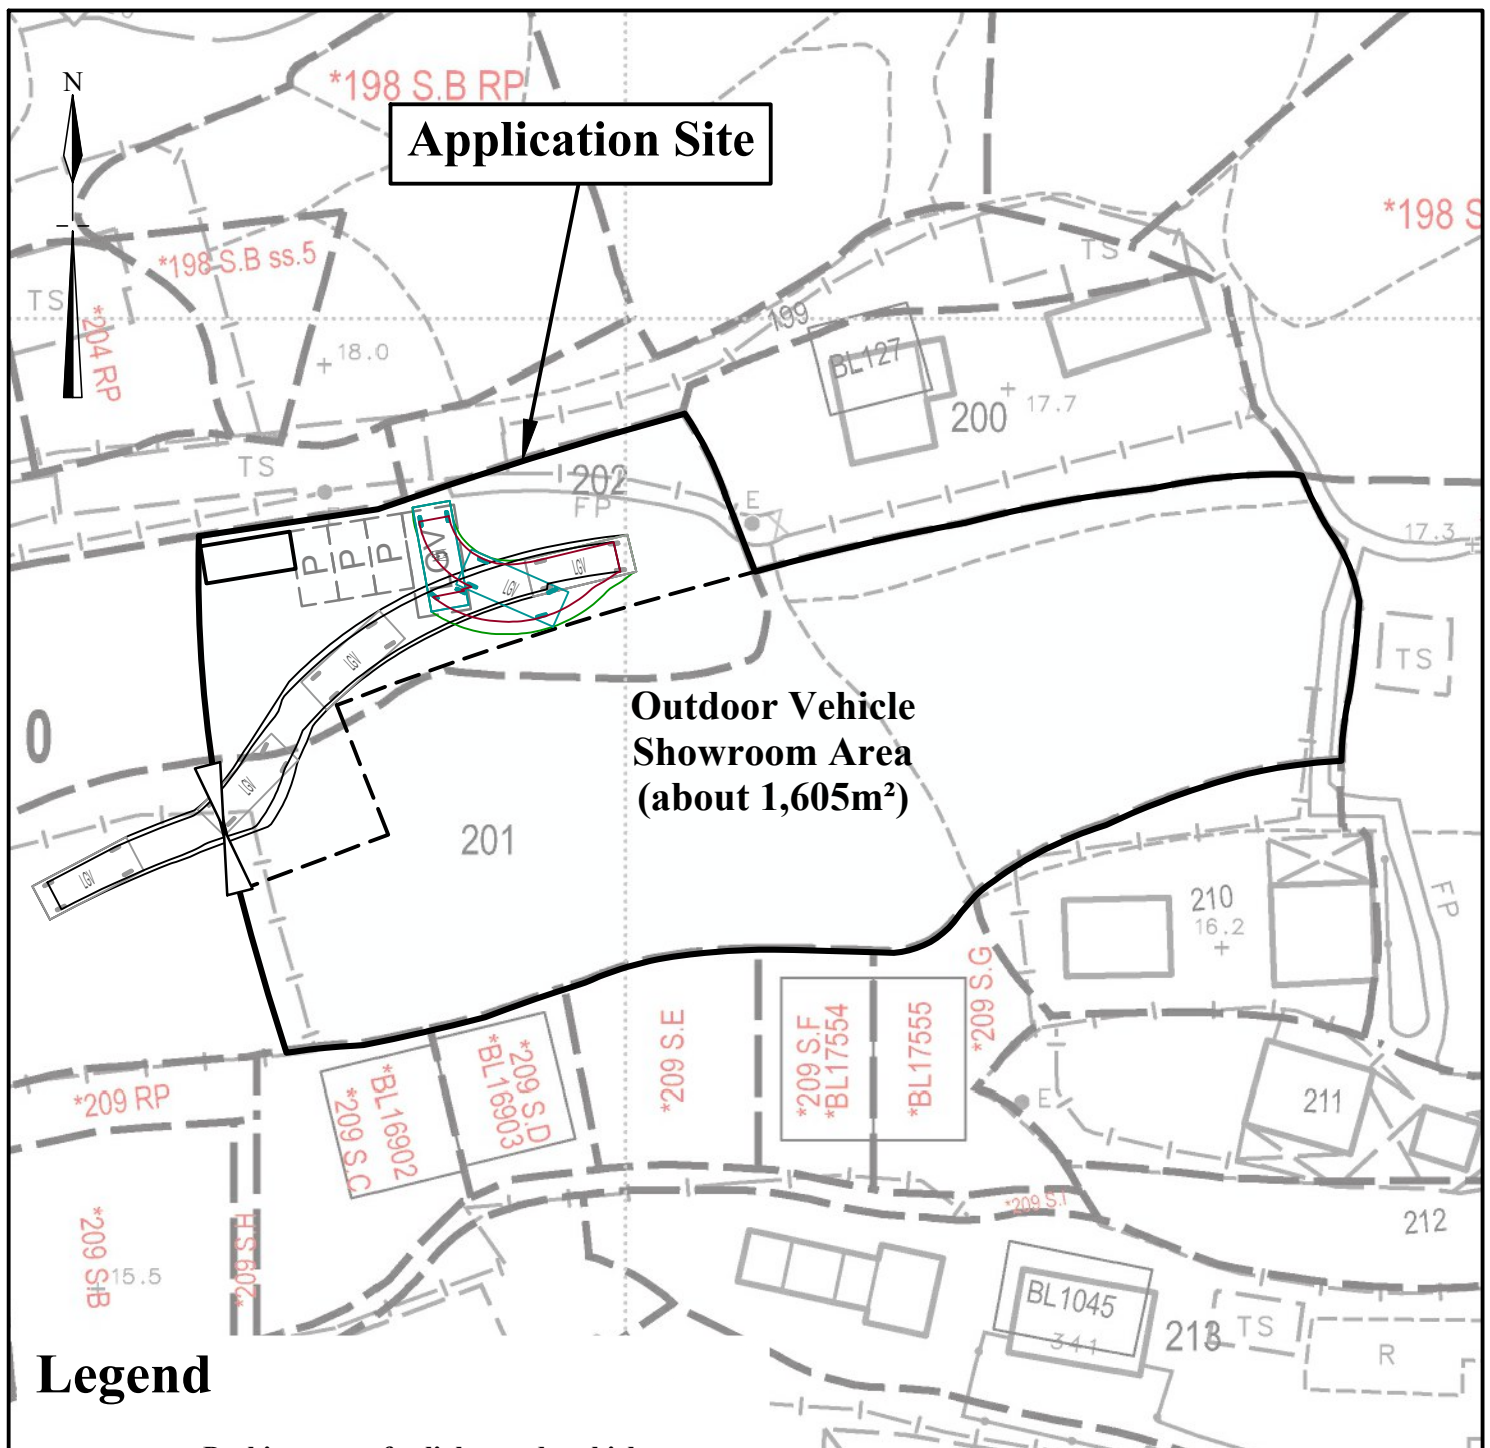 N
*198 S.B RP
Application Site
*198 S
*198 S.B ss.5
TS
TS
*204 RP
18.0
199
BL127
200
17.7
TS
202
FP
E
17.3
P
P
P
LGV
LGV
LGV
LGV
LGV
TS
0
Outdoor Vehicle
Showroom Area
(about 1,605m²)
201
210
16.2
FP
*209 S.G
*209 S.E
*209 S.F
*BL17554
*BL17555
*209 S.D
*BL16903
*BL16902
*209 S.C
*209 RP
E
211
*209 S.I
212
*209 S.B
15.5
*209 S.H
BL1045
341
213
TS
R
Legend